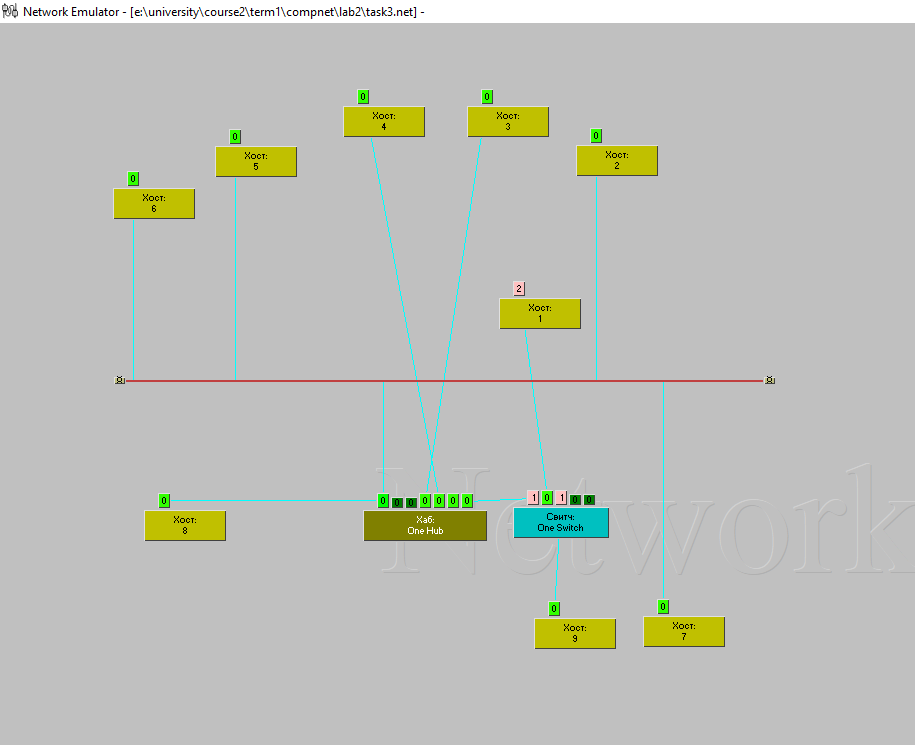 Network Emulator - [e:\university\course2\term1\compnet\lab2\task3.net] -
0
Хост:
4
0
Хост:
3
0
Хост:
5
0
Хост:
2
0
Хост:
6
2
Хост:
1
0
Хост:
8
0 0 0 0 0 0 0
Хаб:
One Hub
1 0 1 0 0
Свитч:
One Switch
Network
0
Хост:
9
0
Хост:
7